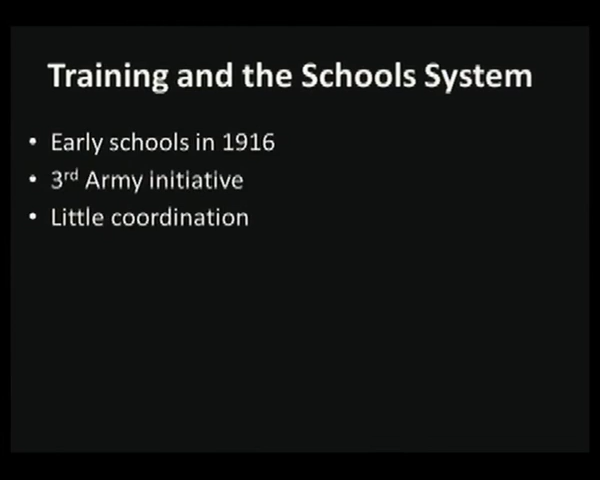 Training and the Schools System
• Early schools in 1916
• 3rd Army initiative
• Little coordination